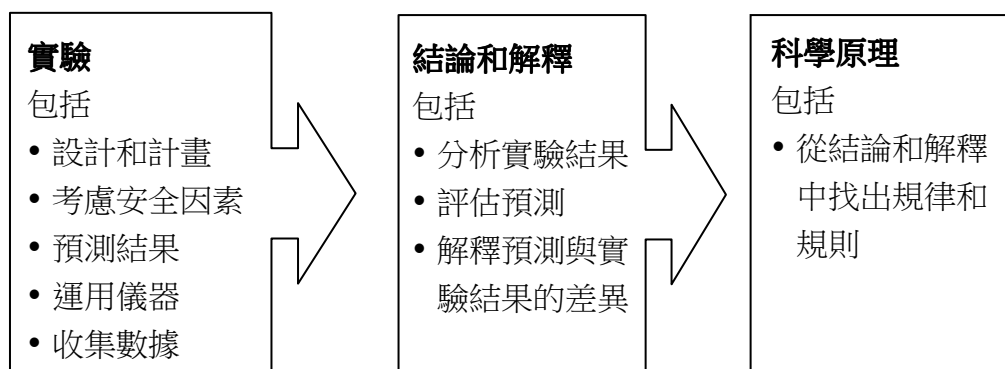 實驗
包括
• 設計和計畫
• 考慮安全因素
• 預測結果
• 運用儀器
• 收集數據
結論和解釋
包括
• 分析實驗結果
• 評估預測
• 解釋預測與實
驗結果的差異
科學原理
包括
• 從結論和解釋
中找出規律和
規則